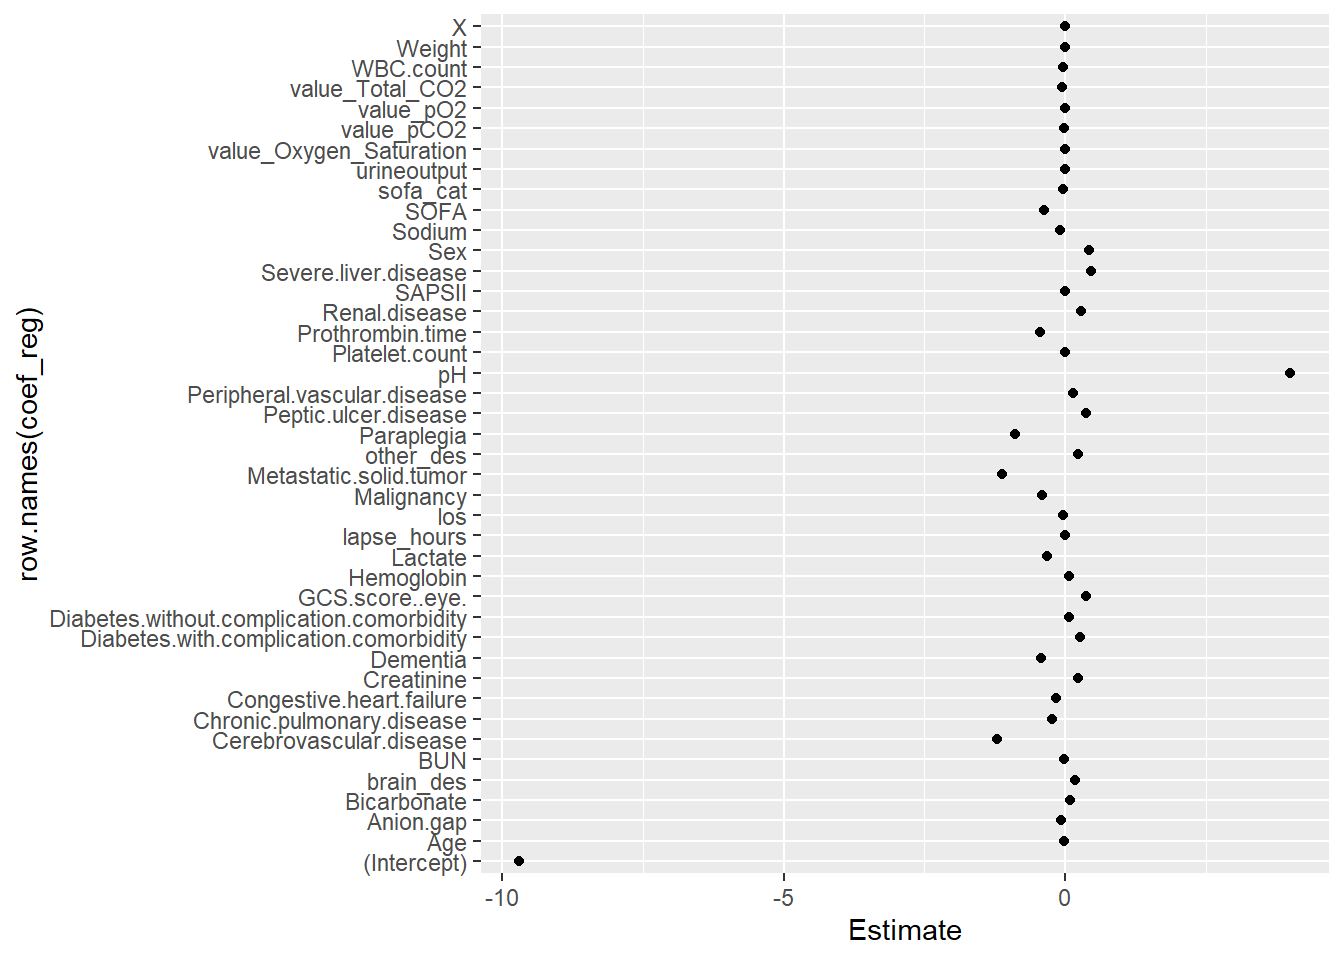 X
Weight
WBC.count
value_Total_CO2
value_pO2
value_pCO2
value_Oxygen_Saturation
urineoutput
sofa_cat
SOFA
Sodium
Sex
Severe.liver.disease
SAPSII
Renal.disease
Prothrombin.time
Platelet.count
pH
Peripheral.vascular.disease
Peptic.ulcer.disease
Paraplegia
other_des
Metastatic.solid.tumor
Malignancy
los
lapse_hours
Lactate
Hemoglobin
GCS.score..eye.
Diabetes.without.complication.comorbidity
Diabetes.with.complication.comorbidity
Dementia
Creatinine
Congestive.heart.failure
Chronic.pulmonary.disease
Cerebrovascular.disease
BUN
brain_des
Bicarbonate
Anion.gap
Age
(Intercept)
row.names(coef_reg)
-10 -5 0
Estimate